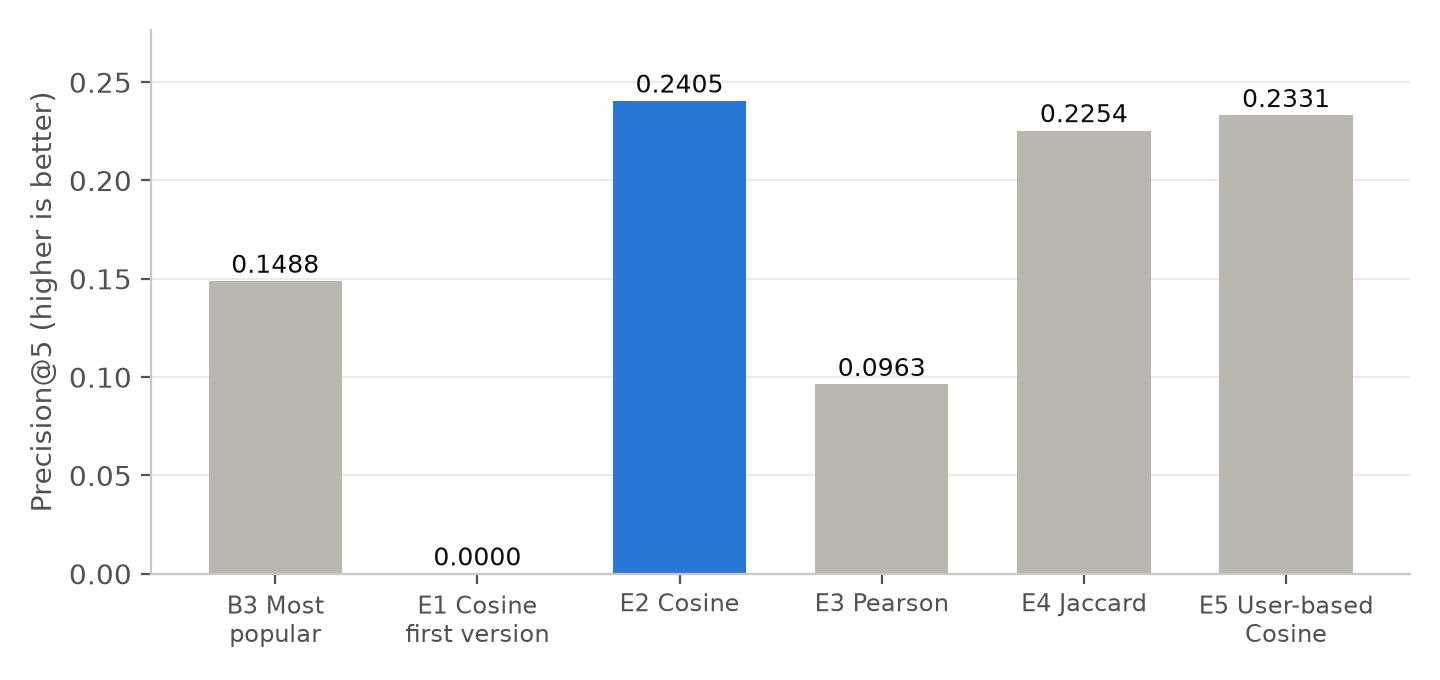 Precision@5 (higher is better)
0.25
0.20
0.15
0.10
0.05
0.00
0.1488
0.0000
0.2405
0.0963
0.2254
0.2331
B3 Most
popular
E1 Cosine
first version
E2 Cosine
E3 Pearson
E4 Jaccard
E5 User-based
Cosine